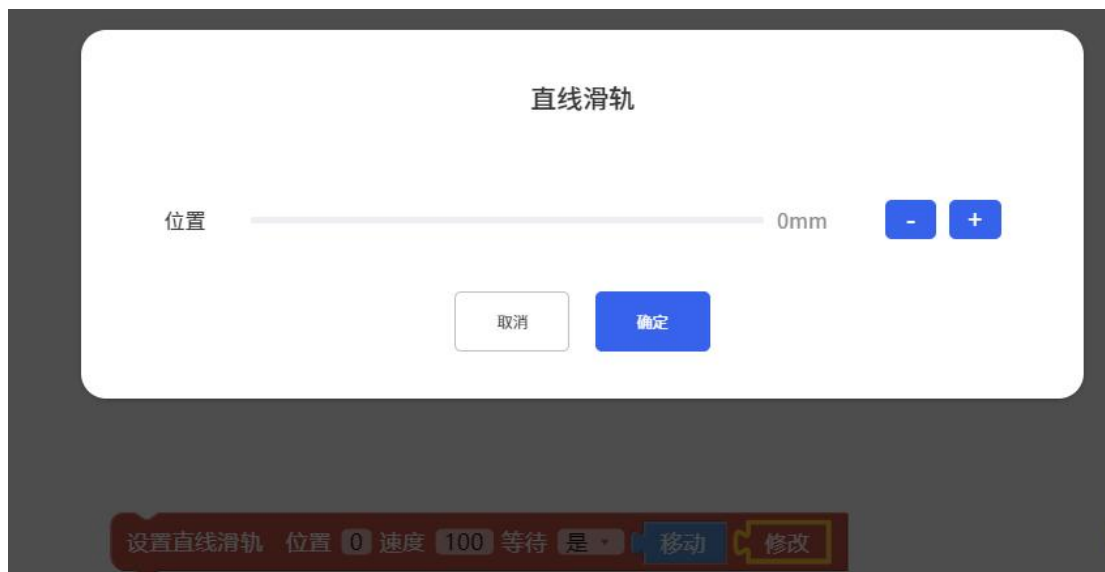 直线滑轨
位置 0mm - +
取消 确定
设置直线滑轨 位置 0 速度 100 等待 是 移动 修改